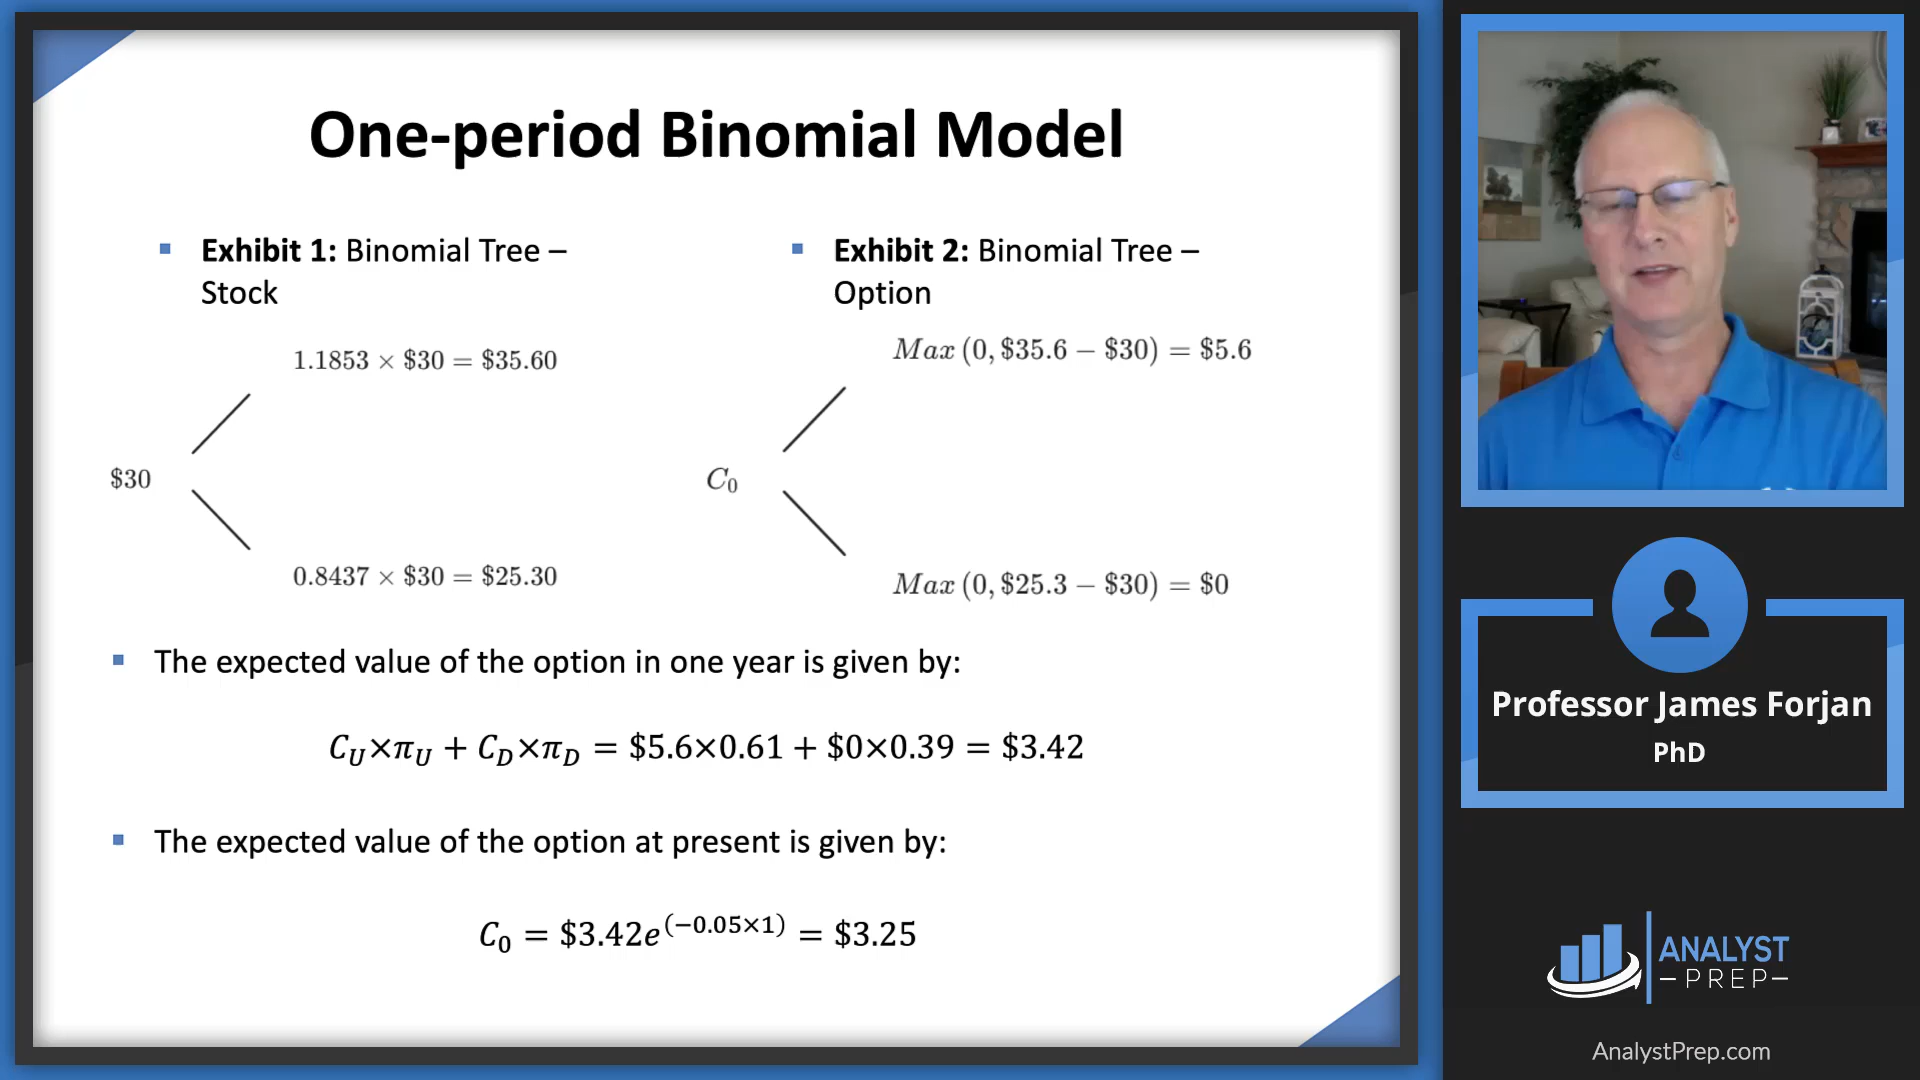 One-period Binomial Model
Exhibit 1: Binomial Tree –
Stock
1.1853 × $30 = $35.60
$30
0.8437 × $30 = $25.30
Exhibit 2: Binomial Tree –
Option
Max (0, $35.6 − $30) = $5.6
C₀
Max (0, $25.3 − $30) = $0
The expected value of the option in one year is given by:
C_U×π_U + C_D×π_D = $5.6×0.61 + $0×0.39 = $3.42
The expected value of the option at present is given by:
C₀ = $3.42e^(−0.05×1) = $3.25
Professor James Forjan
PhD
ANALYST
PREP
AnalystPrep.com